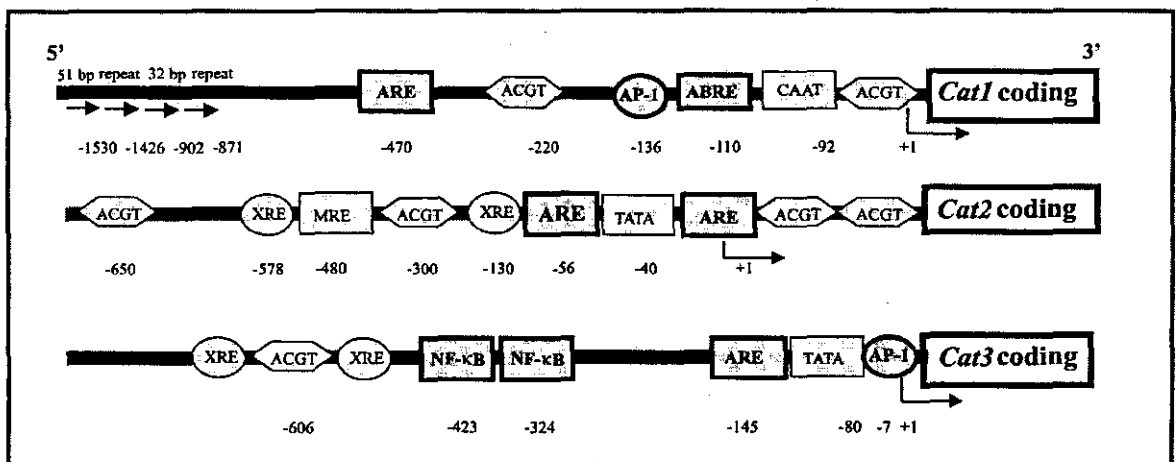 5' 3'
51 bp repeat 32 bp repeat
ARE ACGT AP-1 ABRE CAAT ACGT Cat1 coding
-1530 -1426 -902 -871 -470 -220 -136 -110 -92 +1
ACGT XRE MRE ACGT XRE ARE TATA ARE ACGT ACGT Cat2 coding
-650 -578 -480 -300 -130 -56 -40 +1
XRE ACGT XRE NF-κB NF-κB ARE TATA AP-1 Cat3 coding
-606 -423 -324 -145 -80 -7 +1